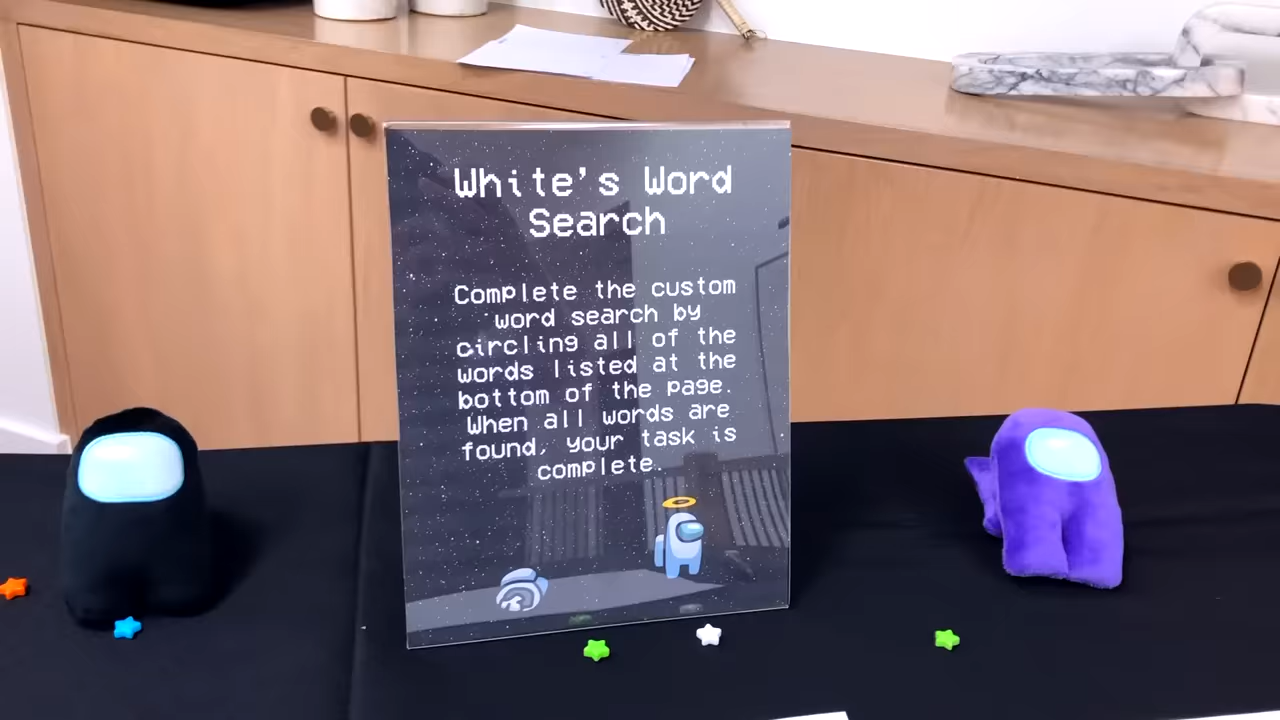 White's Word
Search
Complete the custom
word search by
circling all of the
words listed at the
bottom of the page.
When all words are
found, your task is
complete.